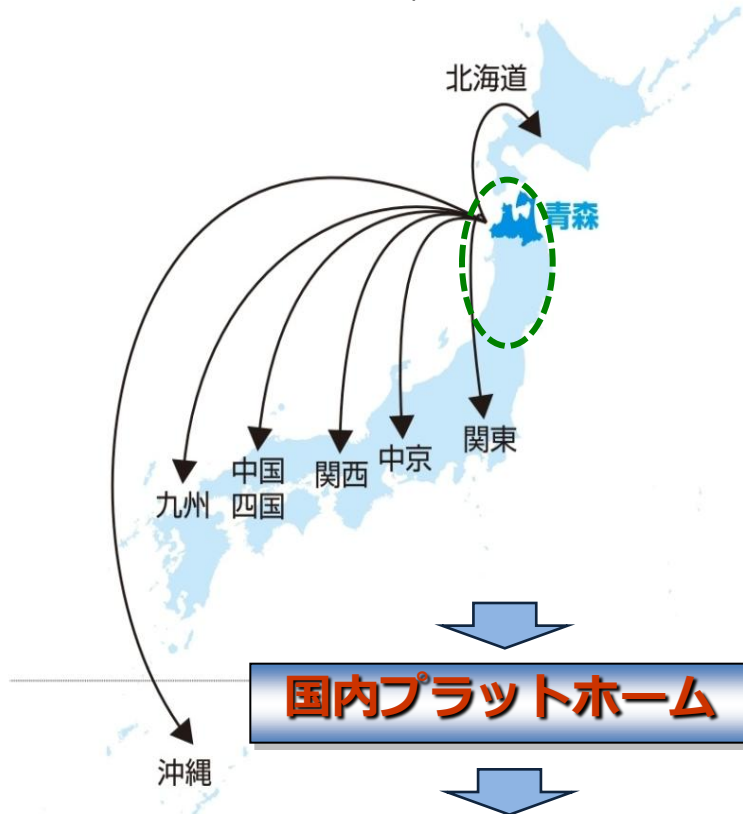 北海道
青森
関東
中京
関西
中国
四国
九州
国内プラットホーム
沖縄